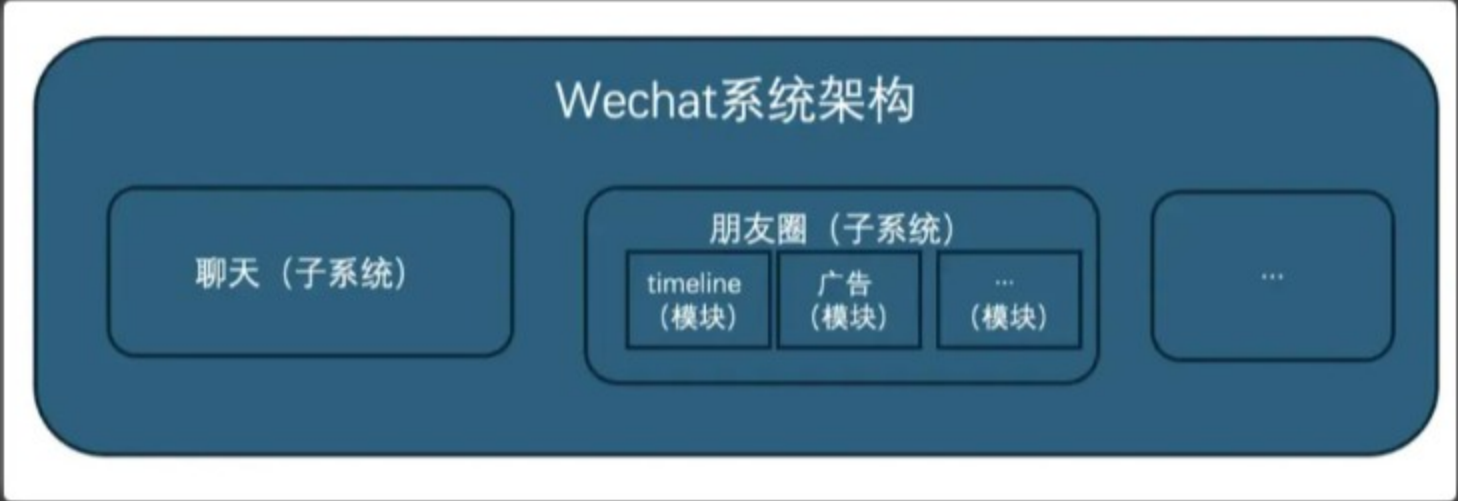 Wechat系统架构
聊天（子系统）
朋友圈（子系统）
timeline
（模块）
广告
（模块）
...
（模块）
...